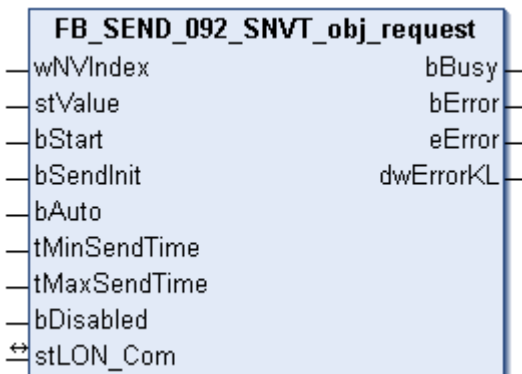 FB_SEND_092_SNVT_obj_request
wNVIndex bBusy
stValue bError
bStart eError
bSendInit dwErrorKL
bAuto
tMinSendTime
tMaxSendTime
bDisabled
stLON_Com